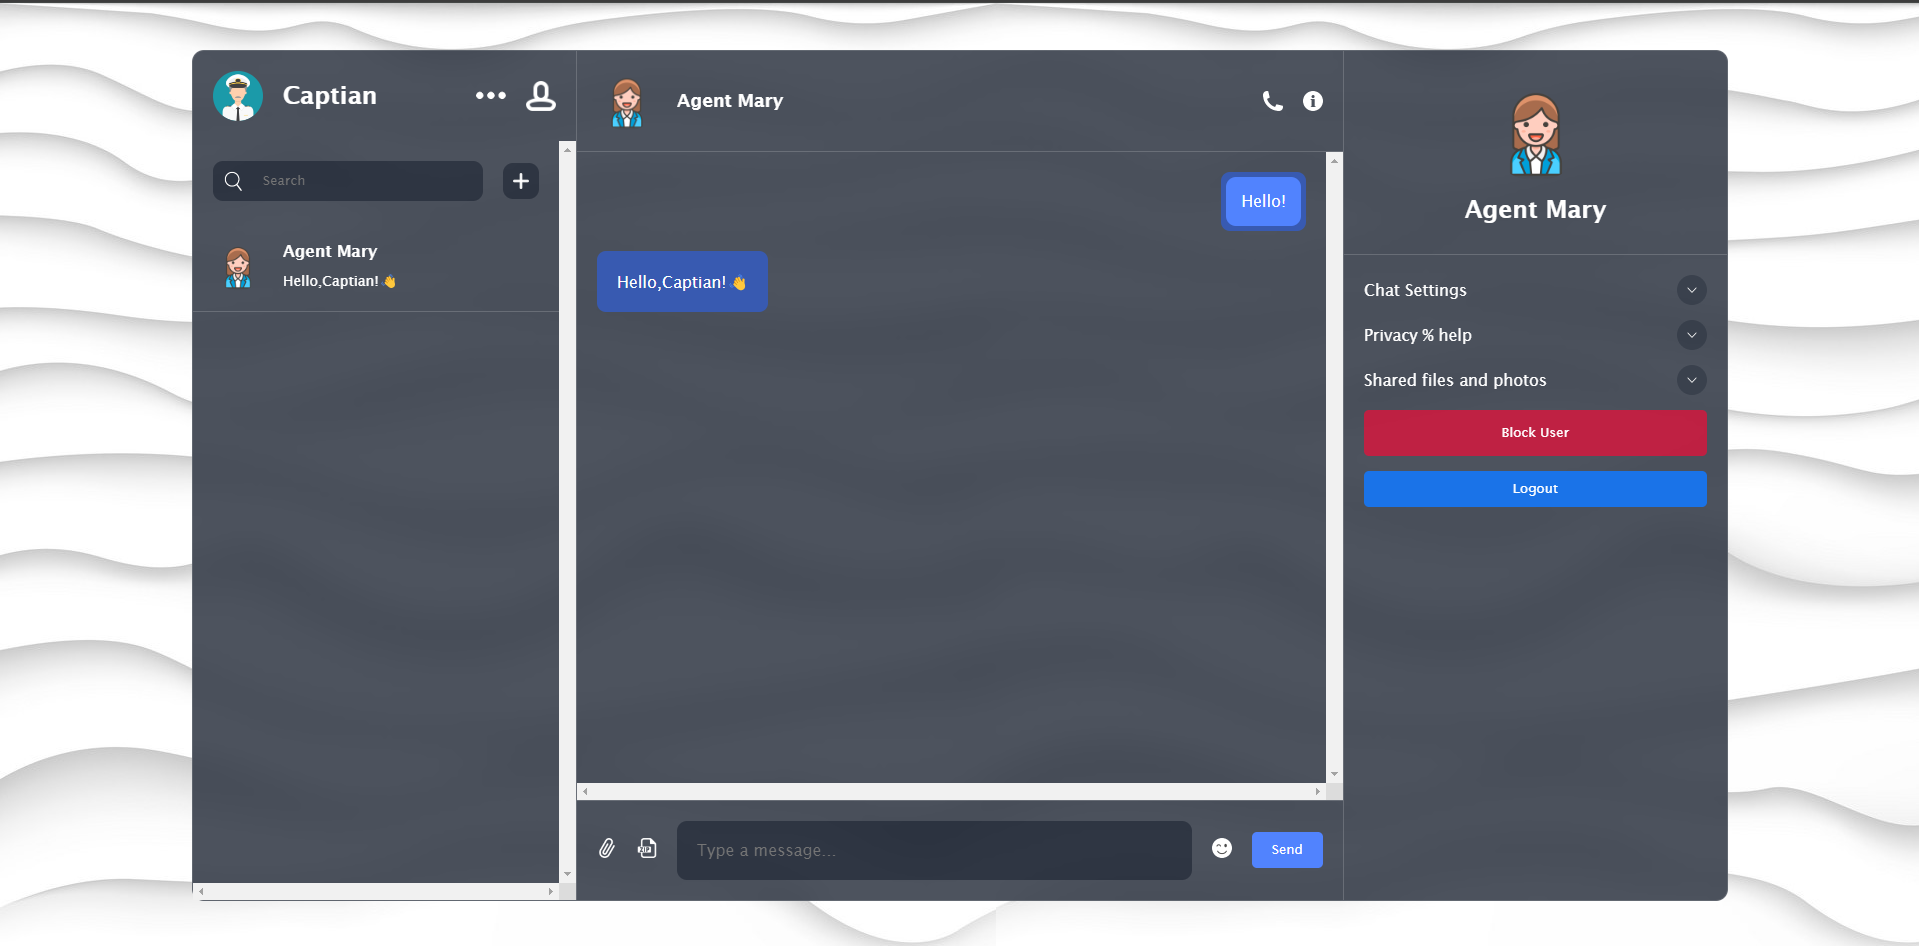 Captian
Search
Agent Mary
Hello,Captian!👋
Agent Mary
Hello!
Hello,Captian!👋
ZIP
Type a message...
Send
Agent Mary
Chat Settings
Privacy % help
Shared files and photos
Block User
Logout